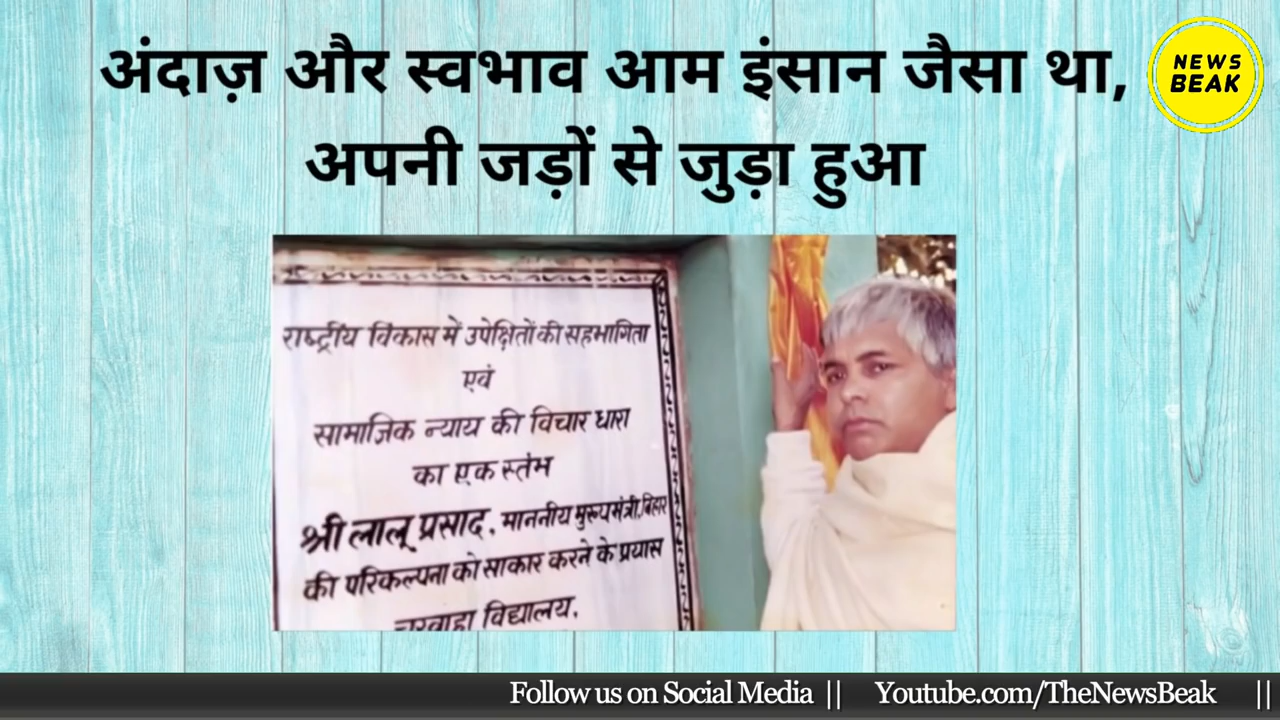 अंदाज़ और स्वभाव आम इंसान जैसा था,
अपनी जड़ों से जुड़ा हुआ
NEWS
BEAK
राष्ट्रीय विकास में उपेक्षितों की सहभागिता
एवं
सामाजिक न्याय की विचार धारा
का एक स्तंभ
श्री लालू प्रसाद, माननीय मुख्यमंत्री, बिहार
की परिकल्पना को साकार करने के प्रयास
चरवाहा विद्यालय.
Follow us on Social Media || Youtube.com/TheNewsBeak ||